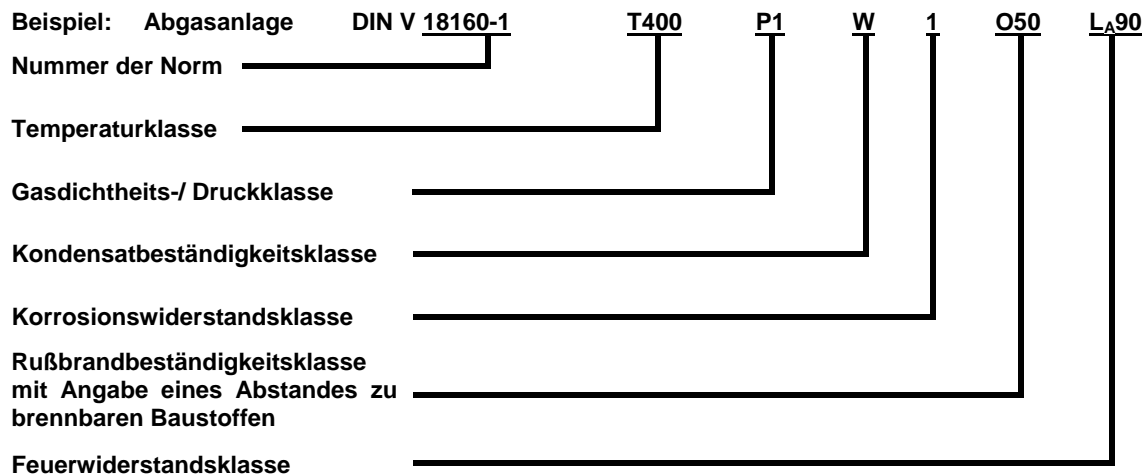 Beispiel: Abgasanlage DIN V 18160-1 T400 P1 W 1 O50 LA90
Nummer der Norm
Temperaturklasse
Gasdichtheits-/ Druckklasse
Kondensatbeständigkeitsklasse
Korrosionswiderstandsklasse
Rußbrandbeständigkeitsklasse
mit Angabe eines Abstandes zu
brennbaren Baustoffen
Feuerwiderstandsklasse